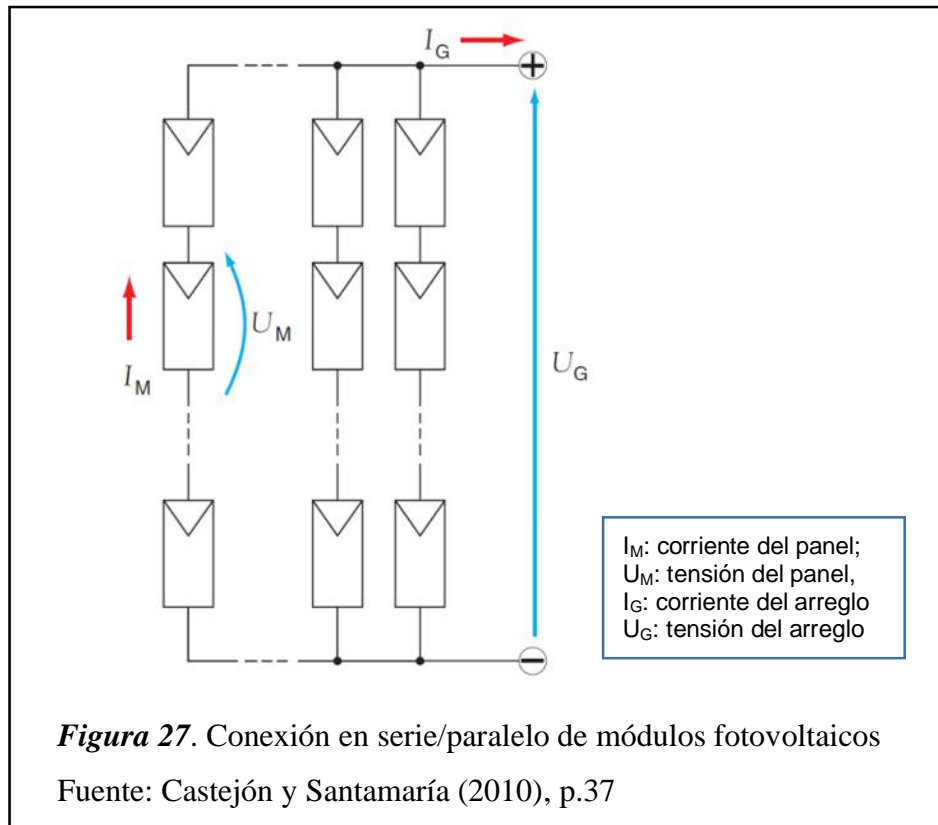 I_G
+
U_M
I_M
U_G
I_M: corriente del panel;
U_M: tensión del panel,
I_G: corriente del arreglo
U_G: tensión del arreglo
−
Figura 27. Conexión en serie/paralelo de módulos fotovoltaicos
Fuente: Castejón y Santamaría (2010), p.37